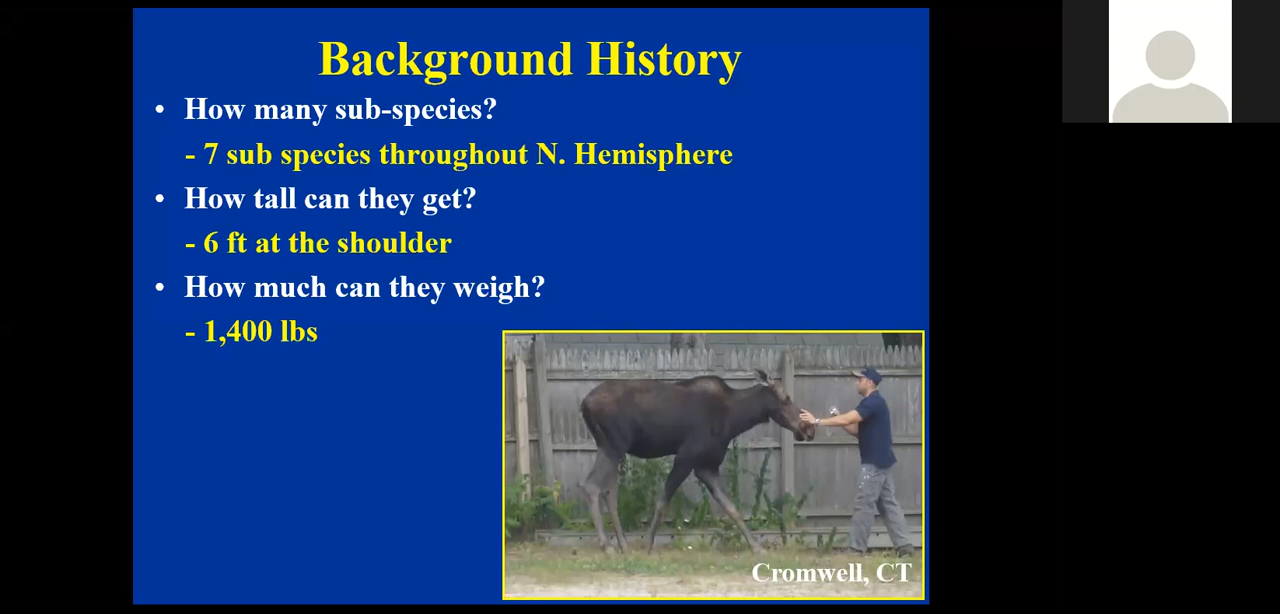 Background History
• How many sub-species?
- 7 sub species throughout N. Hemisphere
• How tall can they get?
- 6 ft at the shoulder
• How much can they weigh?
- 1,400 lbs
Cromwell, CT